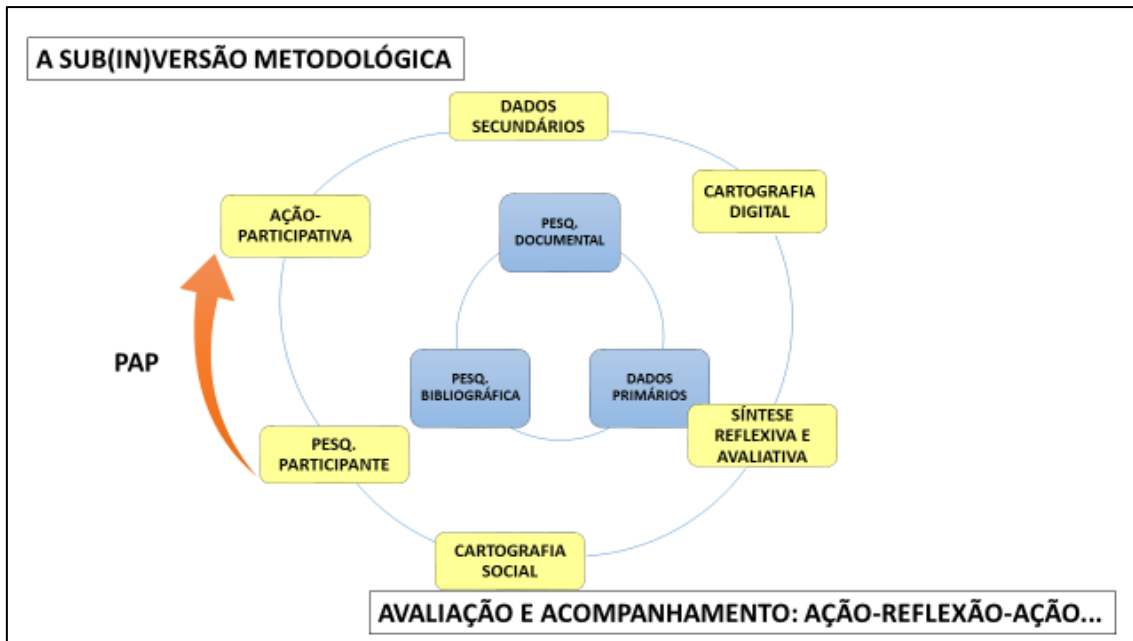 A SUB(IN)VERSÃO METODOLÓGICA
DADOS
SECUNDÁRIOS
CARTOGRAFIA
DIGITAL
AÇÃO-
PARTICIPATIVA
PESQ.
DOCUMENTAL
PAP
PESQ.
BIBLIOGRÁFICA
DADOS
PRIMÁRIOS
SÍNTESE
REFLEXIVA E
AVALIATIVA
PESQ.
PARTICIPANTE
CARTOGRAFIA
SOCIAL
AVALIAÇÃO E ACOMPANHAMENTO: AÇÃO-REFLEXÃO-AÇÃO...